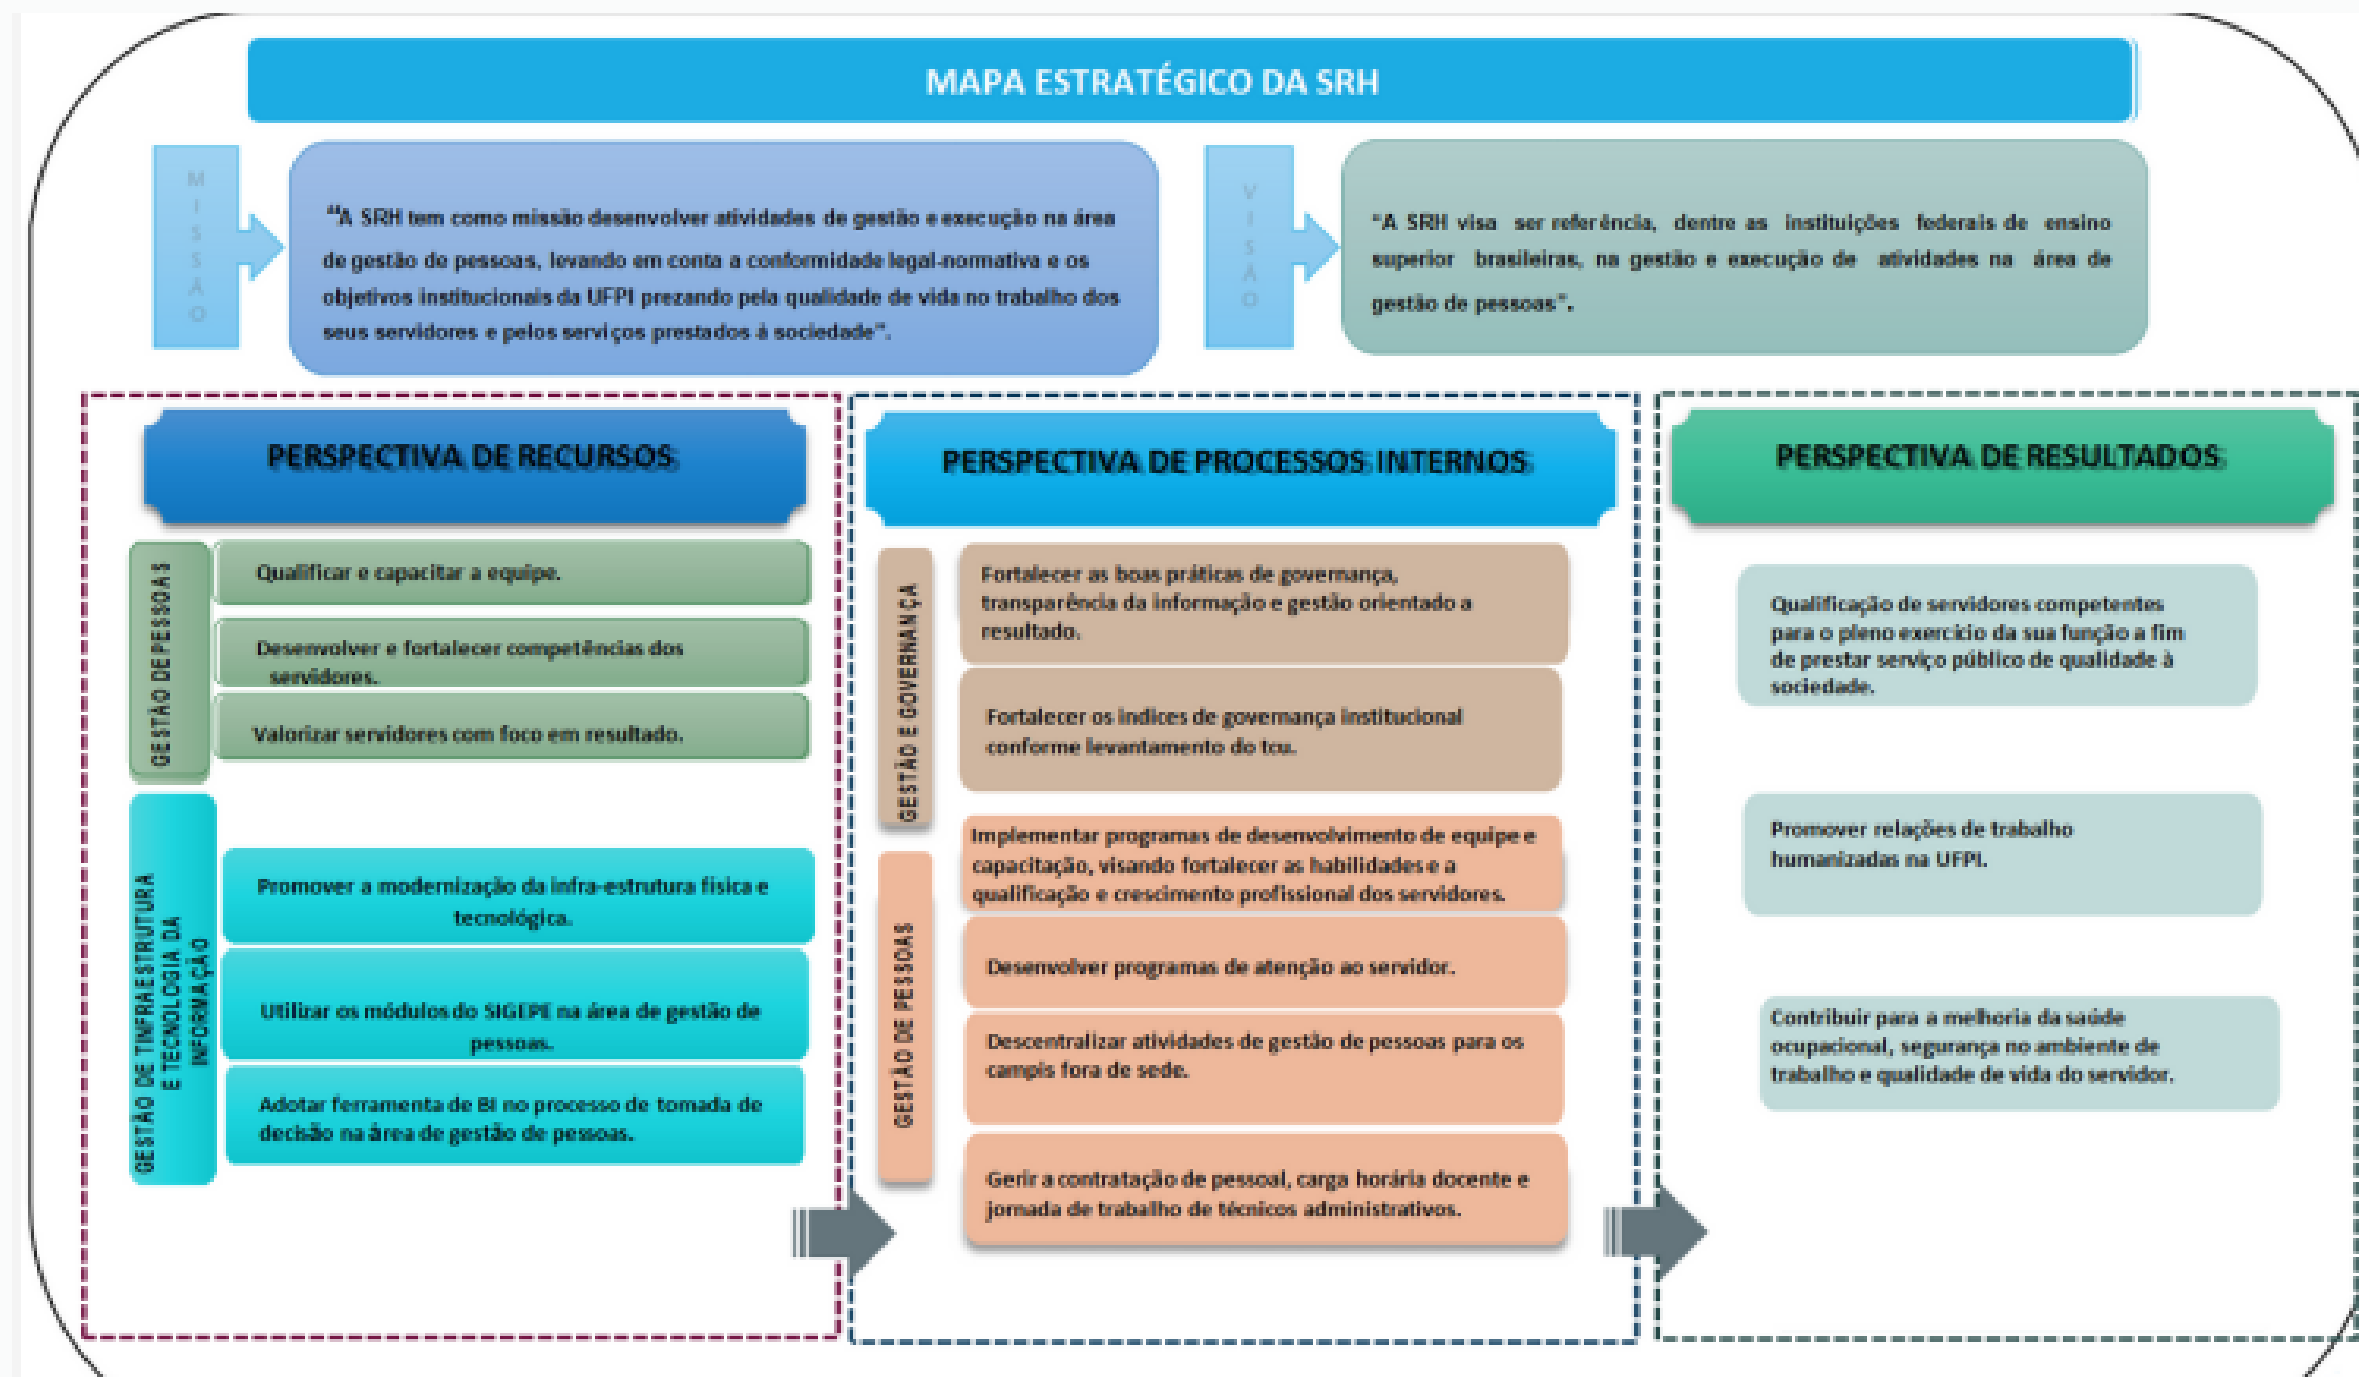 MAPA ESTRATÉGICO DA SRH
MISSÃO
"A SRH tem como missão desenvolver atividades de gestão e execução na área
de gestão de pessoas, levando em conta a conformidade legal-normativa e os
objetivos institucionais da UFPI prezando pela qualidade de vida no trabalho dos
seus servidores e pelos serviços prestados à sociedade".
VISÃO
"A SRH visa ser referência, dentre as instituições federais de ensino
superior brasileiras, na gestão e execução de atividades na área de
gestão de pessoas".
PERSPECTIVA DE RECURSOS
GESTÃO DE PESSOAS
Qualificar e capacitar a equipe.
Desenvolver e fortalecer competências dos
servidores.
Valorizar servidores com foco em resultado.
GESTÃO DE TINFRAESTRUTURA
E TECNOLOGIA DA
INFORMAÇÃO
Promover a modernização da infra-estrutura física e
tecnológica.
Utilizar os módulos do SIGEPE na área de gestão de
pessoas.
Adotar ferramenta de BI no processo de tomada de
decisão na área de gestão de pessoas.
PERSPECTIVA DE PROCESSOS INTERNOS
GESTÃO E GOVERNANÇA
Fortalecer as boas práticas de governança,
transparência da informação e gestão orientado a
resultado.
Fortalecer os indices de governança institucional
conforme levantamento do tcu.
GESTÃO DE PESSOAS
Implementar programas de desenvolvimento de equipe e
capacitação, visando fortalecer as habilidades e a
qualificação e crescimento profissional dos servidores.
Desenvolver programas de atenção ao servidor.
Descentralizar atividades de gestão de pessoas para os
campis fora de sede.
Gerir a contratação de pessoal, carga horária docente e
jornada de trabalho de técnicos administrativos.
PERSPECTIVA DE RESULTADOS
Qualificação de servidores competentes
para o pleno exercício da sua função a fim
de prestar serviço público de qualidade à
sociedade.
Promover relações de trabalho
humanizadas na UFPI.
Contribuir para a melhoria da saúde
ocupacional, segurança no ambiente de
trabalho e qualidade de vida do servidor.